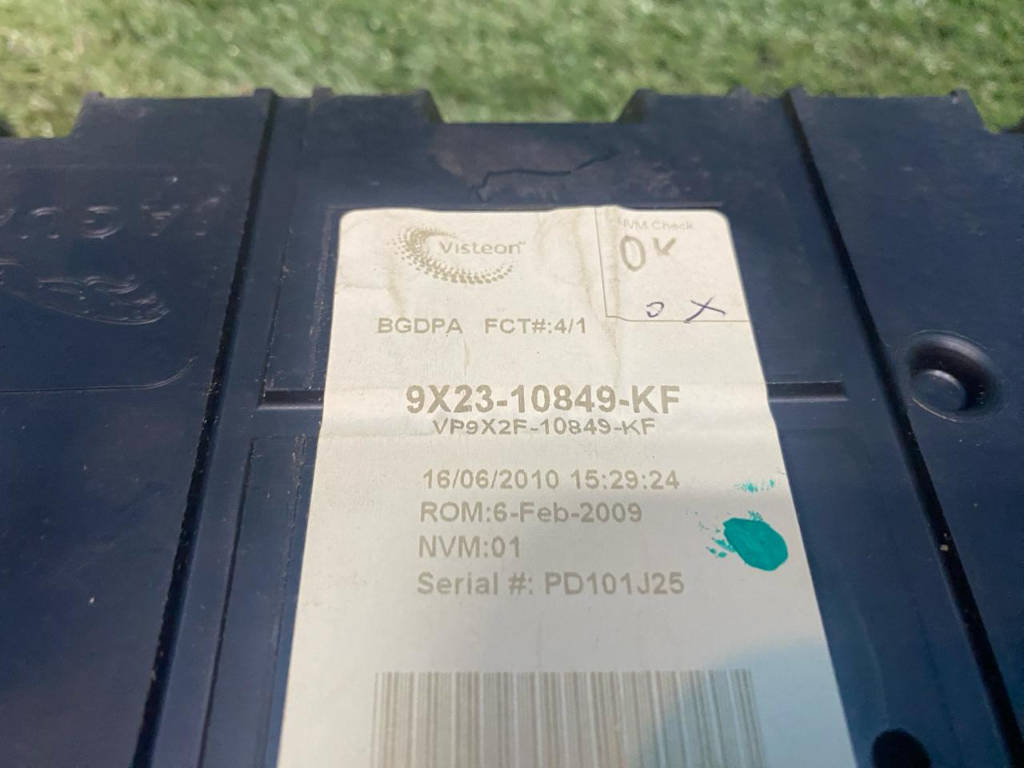 Visteon™
NVM Check
OK
OX
BGDPA FCT#:4/1
9X23-10849-KF
VP9X2F-10849-KF
16/06/2010 15:29:24
ROM:6-Feb-2009
NVM:01
Serial #: PD101J25